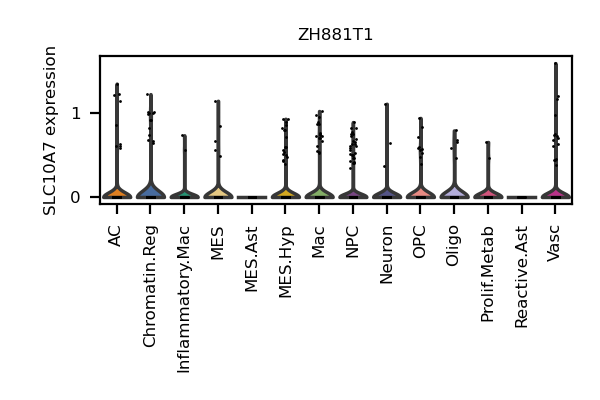 ZH881T1
SLC10A7 expression
1
0
AC
Chromatin.Reg
Inflammatory.Mac
MES
MES.Ast
MES.Hyp
Mac
NPC
Neuron
OPC
Oligo
Prolif.Metab
Reactive.Ast
Vasc